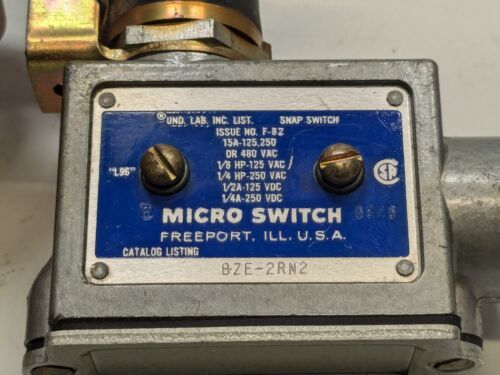 ® UND. LAB. INC. LIST. SNAP SWITCH
ISSUE NO. F-82
15A-125,250
OR 480 VAC
1/8 HP-125 VAC
"L96" 1/4 HP-250 VAC
1/2A-125 VDC
1/4A-250 VDC
MICRO SWITCH
FREEPORT, ILL. U.S.A.
CATALOG LISTING
BZE-2RN2